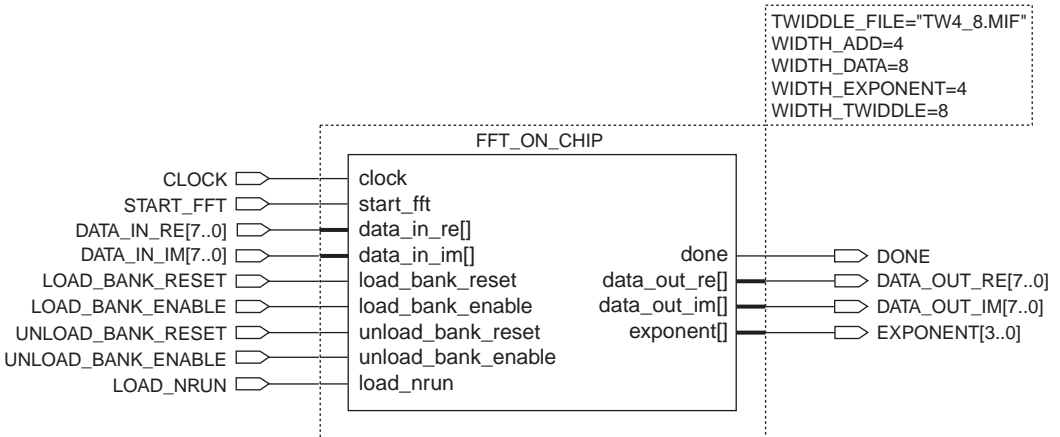 TWIDDLE_FILE="TW4_8.MIF"
WIDTH_ADD=4
WIDTH_DATA=8
WIDTH_EXPONENT=4
WIDTH_TWIDDLE=8
FFT_ON_CHIP
CLOCK clock
START_FFT start_fft
DATA_IN_RE[7..0] data_in_re[]
DATA_IN_IM[7..0] data_in_im[] done DONE
LOAD_BANK_RESET load_bank_reset data_out_re[] DATA_OUT_RE[7..0]
LOAD_BANK_ENABLE load_bank_enable data_out_im[] DATA_OUT_IM[7..0]
UNLOAD_BANK_RESET unload_bank_reset exponent[] EXPONENT[3..0]
UNLOAD_BANK_ENABLE unload_bank_enable
LOAD_NRUN load_nrun